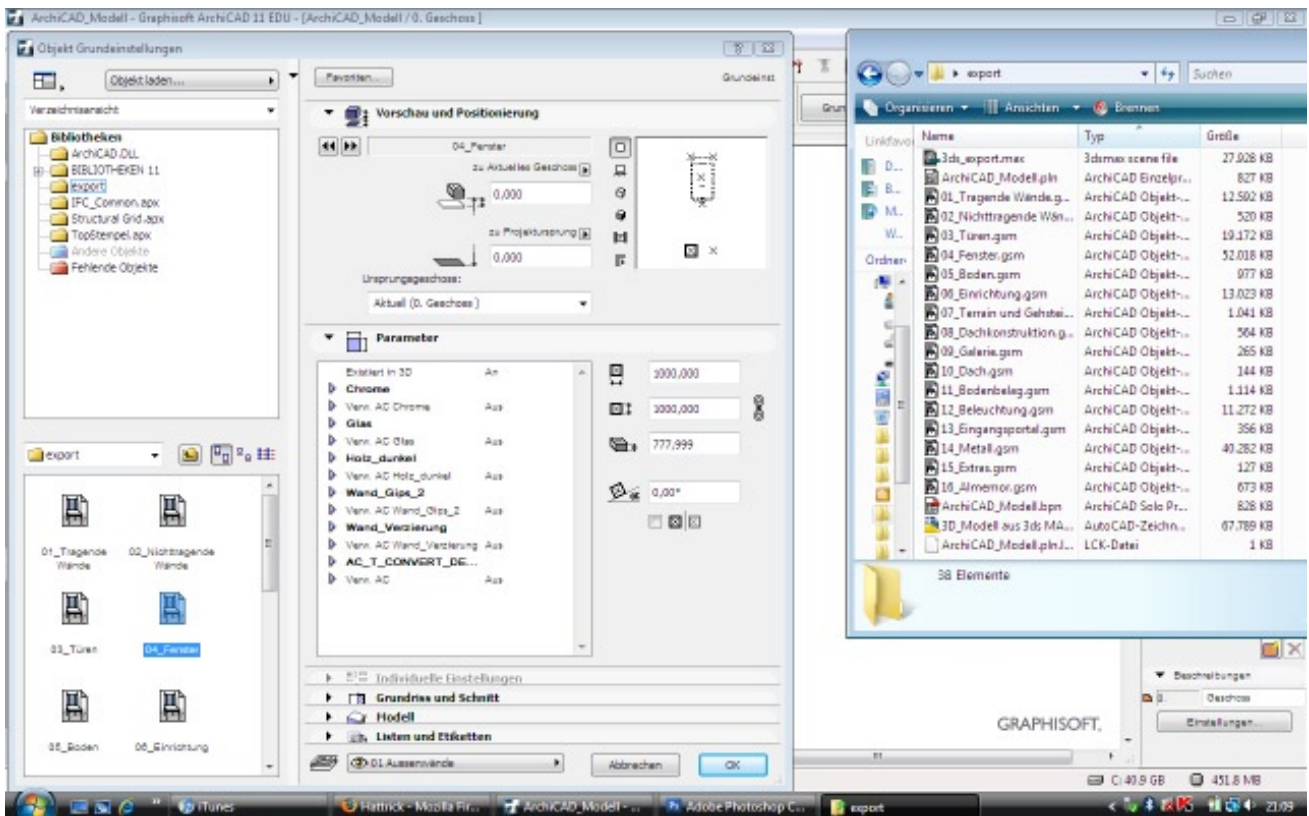 ArchiCAD_Modell - Graphisoft ArchiCAD 11 EDU - [ArchiCAD_Modell / 0. Geschoss ]
Objekt Grundeinstellungen
Objekt laden...
Favoriten...
Grundeinst
Verzeichnisansicht
Bibliotheken
ArchiCAD.DLL
BIBLIOTHEKEN 11
export
IFC_Common.apx
Structural Grid.apx
TopStempel.apx
Andere Objekte
Fehlende Objekte
Vorschau und Positionierung
04_Fenster
zu Aktuelles Geschoss
0,000
zu Projektursprung
0,000
Ursprungsgeschoss:
Aktuell (0. Geschoss )
Parameter
Existiert in 3D An
Chrome
Verw. AC Chrome Aus
Glas
Verw. AC Glas Aus
Holz_dunkel
Verw. AC Holz_dunkel Aus
Wand_Gips_2
Verw. AC Wand_Gips_2 Aus
Wand_Verzierung
Verw. AC Wand_Verzierung Aus
AC_T_CONVERT_DE...
Verw. AC Aus
1000,000
1000,000
777,999
0,00°
export
01_Tragende Wände
02_Nichttragende Wände
03_Türen
04_Fenster
05_Boden
06_Einrichtung
Individuelle Einstellungen
Grundriss und Schnitt
Modell
Listen und Etiketten
01 Aussenwände
Abbrechen
OK
export
Suchen
Organisieren
Ansichten
Brennen
Linkfavo
D...
B...
M...
W...
Ordner
Name Typ Größe
3ds_export.max 3dsmax scene file 27.928 KB
ArchiCAD_Modell.pln ArchiCAD Einzelpr... 827 KB
01_Tragende Wände.g... ArchiCAD Objekt-... 12.592 KB
02_Nichttragende Wän... ArchiCAD Objekt-... 520 KB
03_Türen.gsm ArchiCAD Objekt-... 19.172 KB
04_Fenster.gsm ArchiCAD Objekt-... 52.018 KB
05_Boden.gsm ArchiCAD Objekt-... 977 KB
06_Einrichtung.gsm ArchiCAD Objekt-... 13.023 KB
07_Terrain und Gehstei... ArchiCAD Objekt-... 1.041 KB
08_Dachkonstruktion.g... ArchiCAD Objekt-... 564 KB
09_Galerie.gsm ArchiCAD Objekt-... 265 KB
10_Dach.gsm ArchiCAD Objekt-... 144 KB
11_Bodenbelag.gsm ArchiCAD Objekt-... 1.114 KB
12_Beleuchtung.gsm ArchiCAD Objekt-... 11.272 KB
13_Eingangsportal.gsm ArchiCAD Objekt-... 356 KB
14_Metall.gsm ArchiCAD Objekt-... 40.282 KB
15_Extras.gsm ArchiCAD Objekt-... 127 KB
16_Almemor.gsm ArchiCAD Objekt-... 673 KB
ArchiCAD_Modell.bpn ArchiCAD Solo Pr... 828 KB
3D_Modell aus 3ds MA... AutoCAD-Zeichn... 67.789 KB
ArchiCAD_Modell.pln.l... LCK-Datei 1 KB
38 Elemente
Beschreibungen
0. Geschoss
Einstellungen...
GRAPHISOFT.
C: 40.9 GB
451.8 MB
iTunes
Hattrick - Mozilla Fir...
ArchiCAD_Modell - ...
Adobe Photoshop C...
export
21:09